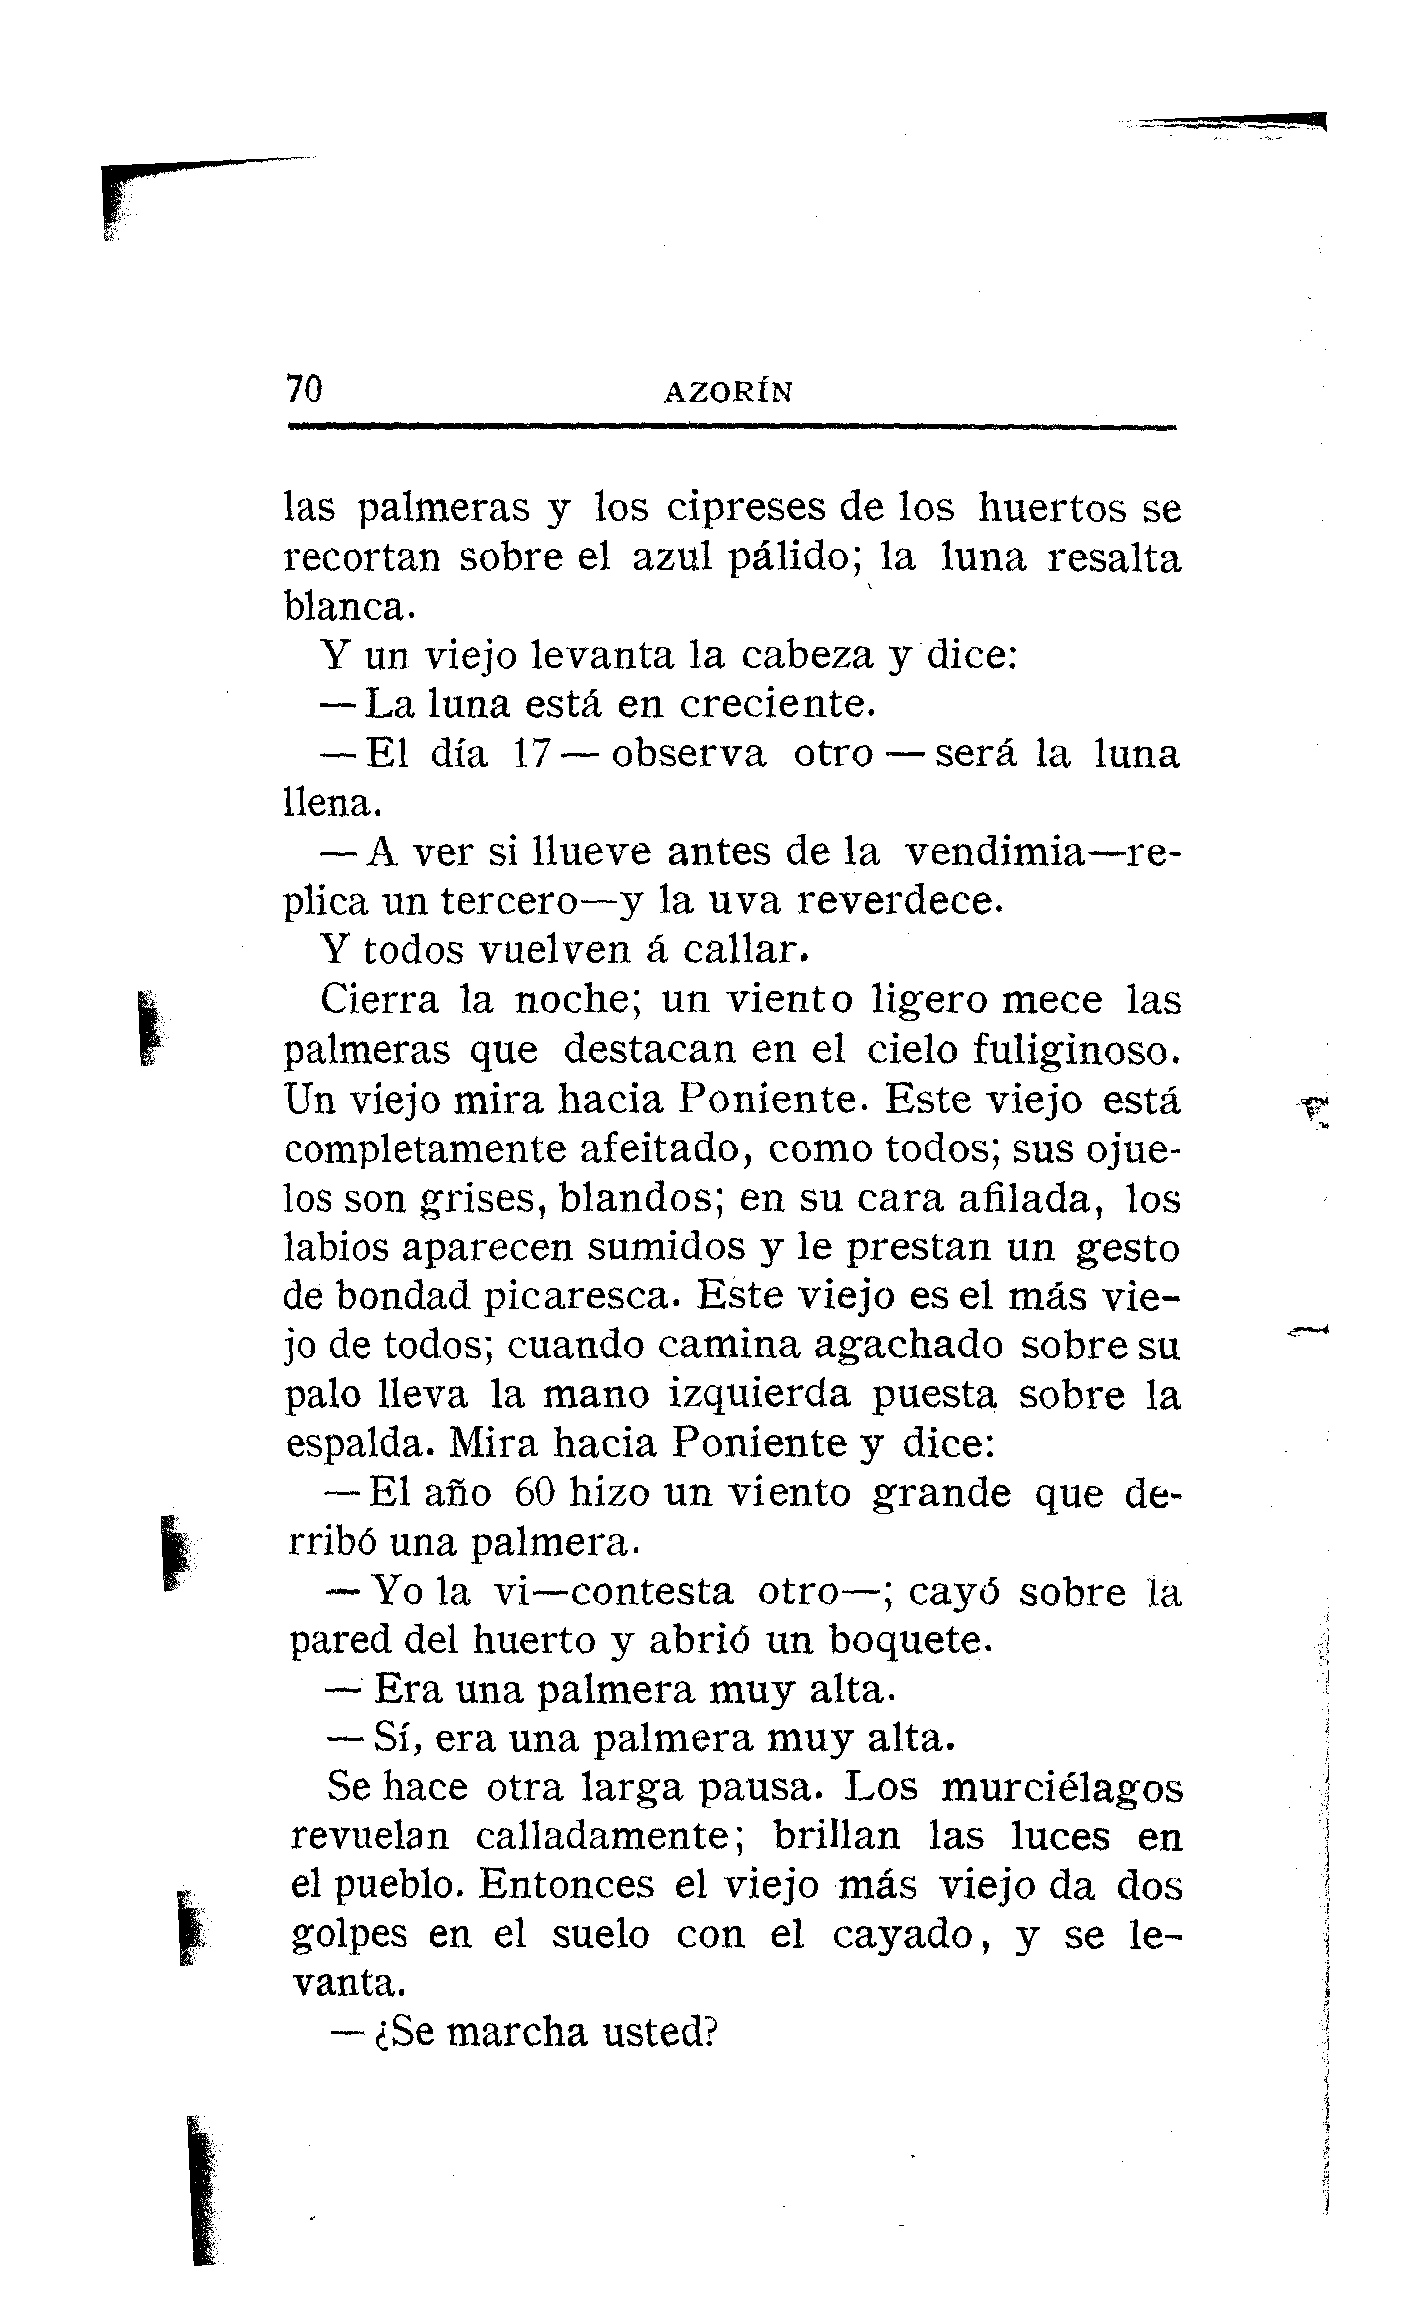 70 AZORÍN
las palmeras y los cipreses de los huertos se
recortan sobre el azul pálido; la luna resalta
blanca.
Y un viejo levanta la cabeza y dice:
—La luna está en creciente.
—El día 17— observa otro —será la luna
llena.
—A ver si llueve antes de la vendimia—re-
plica un tercero—y la uva reverdece.
Y todos vuelven á callar.
Cierra la noche; un viento ligero mece las
palmeras que destacan en el cielo fuliginoso.
Un viejo mira hacia Poniente. Este viejo está
completamente afeitado, como todos; sus ojue-
los son grises, blandos; en su cara afilada, los
labios aparecen sumidos y le prestan un gesto
de bondad picaresca. Este viejo es el más vie-
jo de todos; cuando camina agachado sobre su
palo lleva la mano izquierda puesta sobre la
espalda. Mira hacia Poniente y dice:
—El año 60 hizo un viento grande que de-
rribó una palmera.
—Yo la vi—contesta otro—; cayó sobre la
pared del huerto y abrió un boquete.
—Era una palmera muy alta.
—Sí, era una palmera muy alta.
Se hace otra larga pausa. Los murciélagos
revuelan calladamente; brillan las luces en
el pueblo. Entonces el viejo más viejo da dos
golpes en el suelo con el cayado, y se le-
vanta.
—¿Se marcha usted?